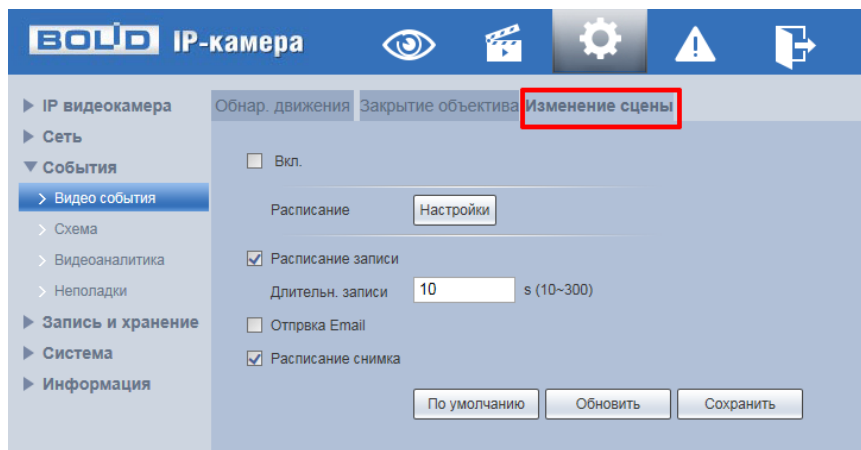 BOLID IP-камера
IP видеокамера
Сеть
События
Видео события
Схема
Видеоаналитика
Неполадки
Запись и хранение
Система
Информация
Обнар. движения Закрытие объектива Изменение сцены
Вкл.
Расписание Настройки
Расписание записи
Длительн. записи 10 s (10~300)
Отпрвка Email
Расписание снимка
По умолчанию Обновить Сохранить